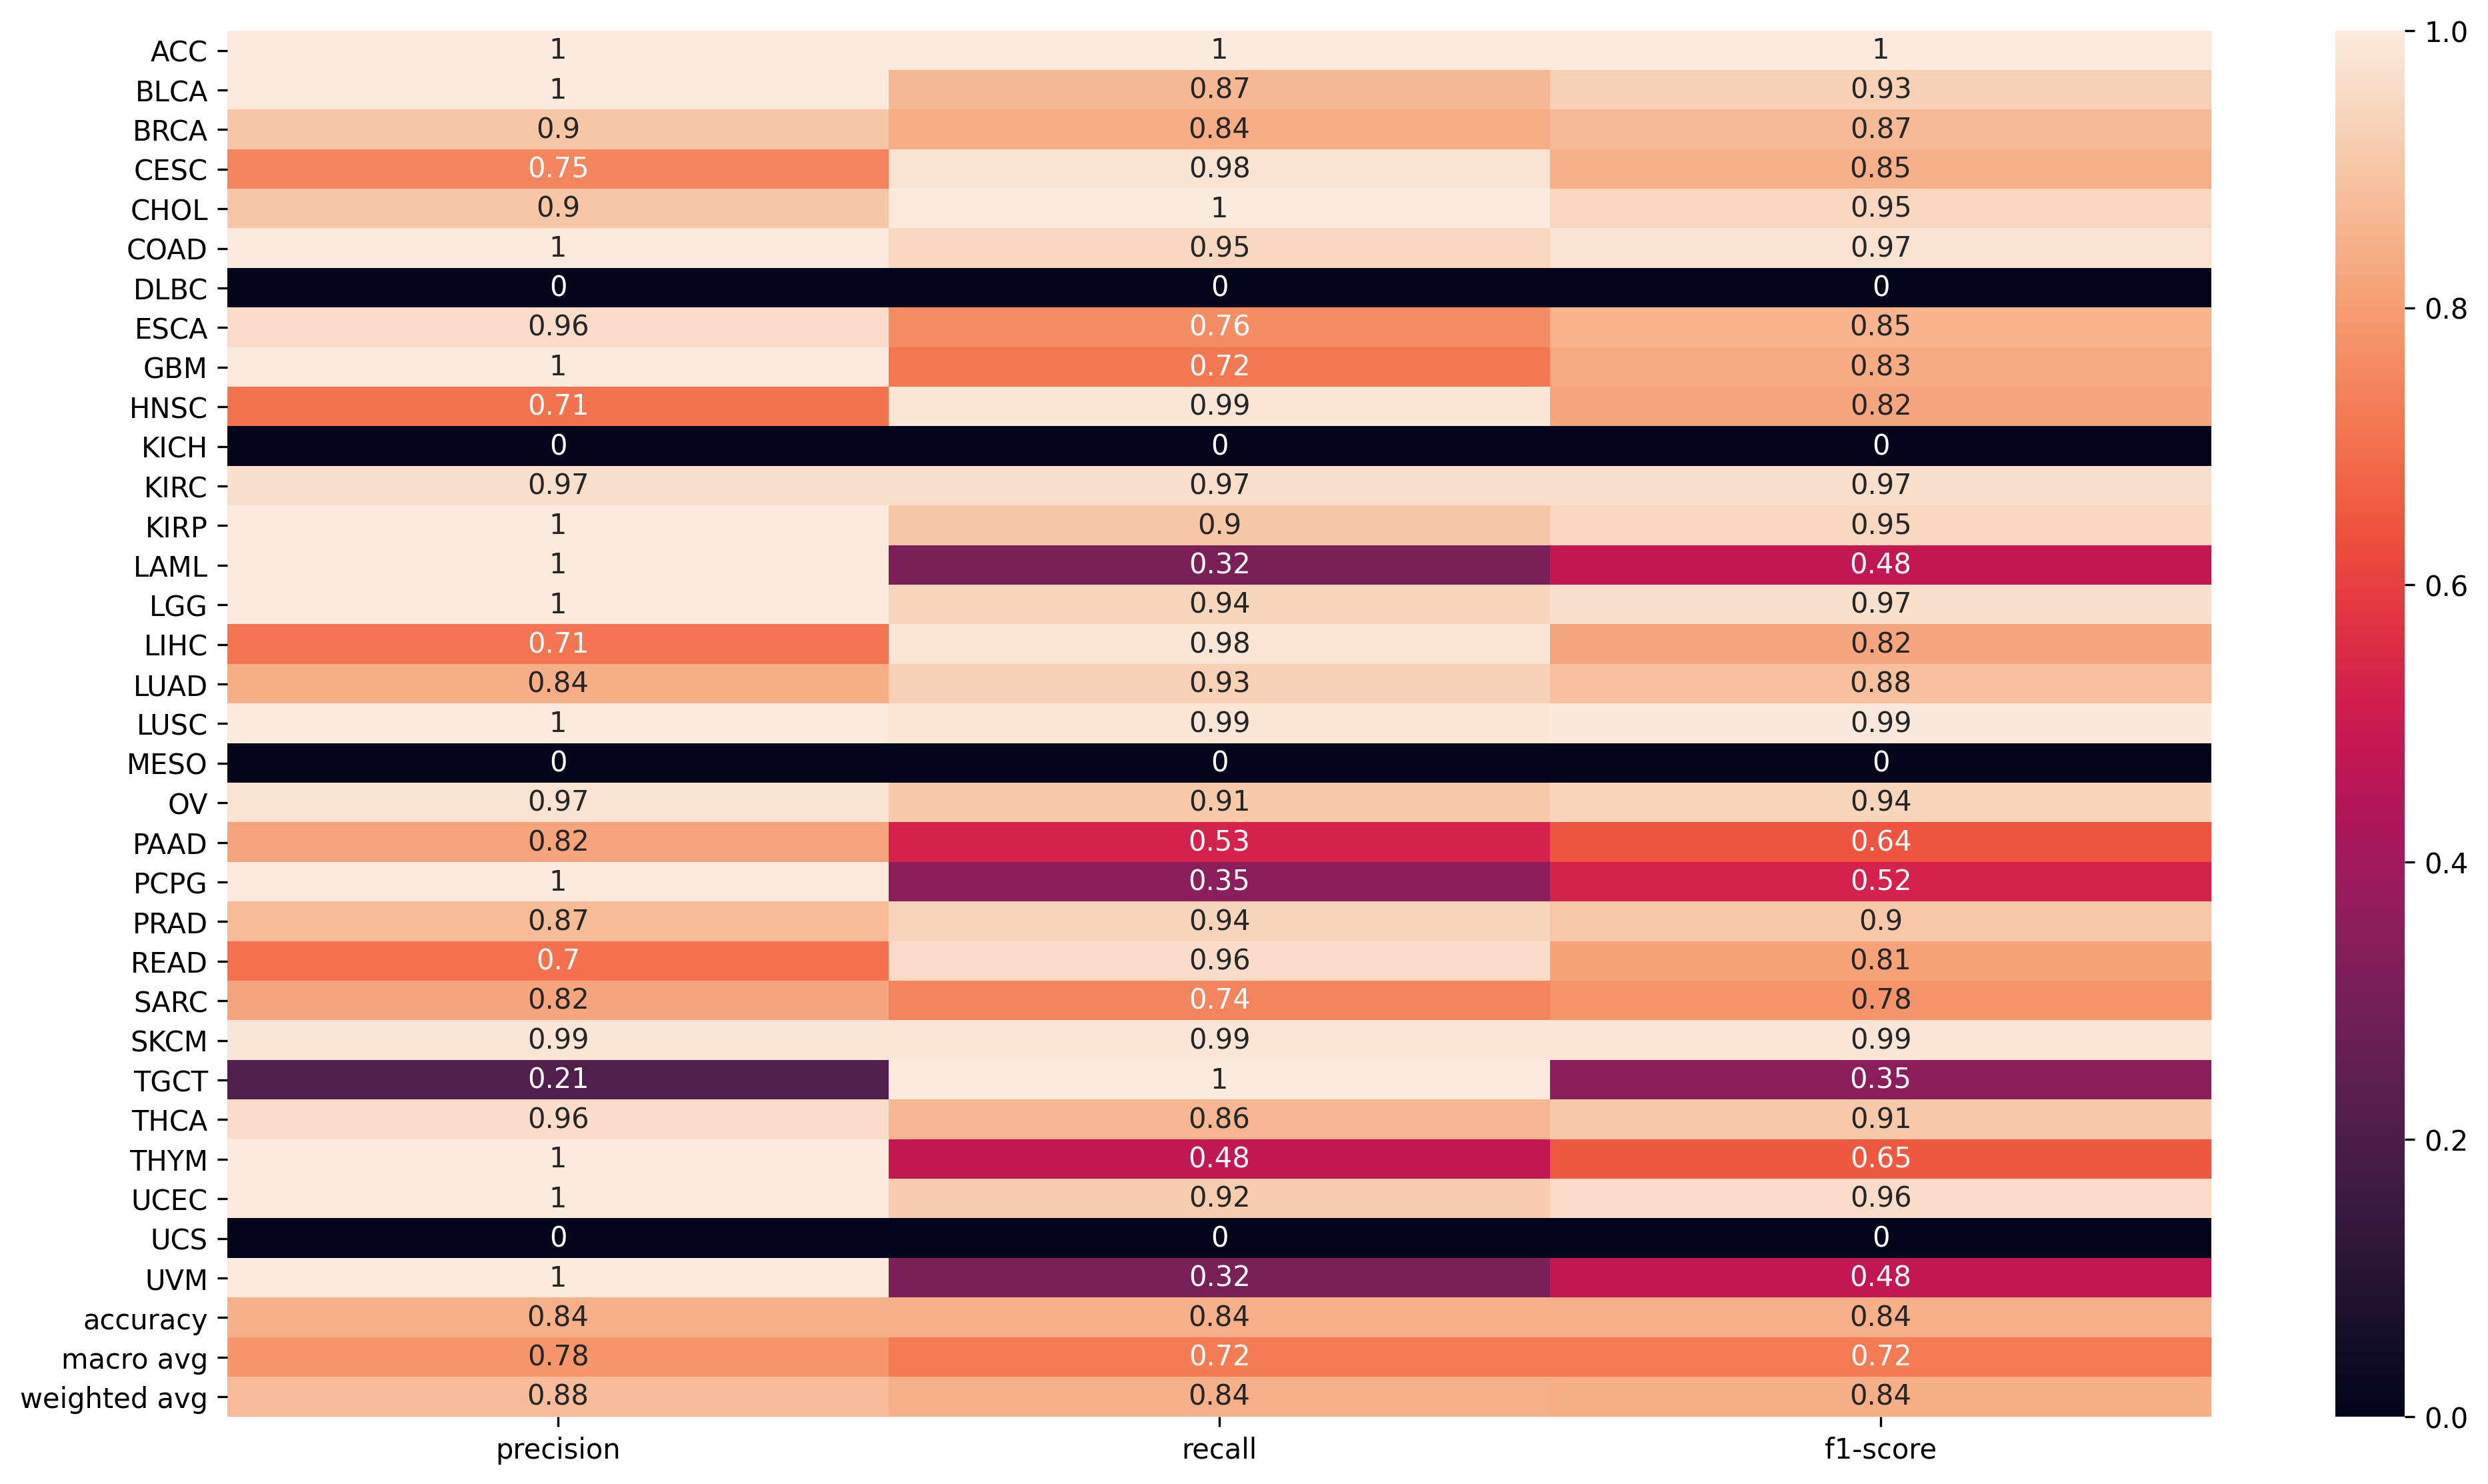 ACC 1 1 1 1.0
BLCA 1 0.87 0.93
BRCA 0.9 0.84 0.87
CESC 0.75 0.98 0.85
CHOL 0.9 1 0.95
COAD 1 0.95 0.97
DLBC 0 0 0 0.8
ESCA 0.96 0.76 0.85
GBM 1 0.72 0.83
HNSC 0.71 0.99 0.82
KICH 0 0 0
KIRC 0.97 0.97 0.97
KIRP 1 0.9 0.95
LAML 1 0.32 0.48 0.6
LGG 1 0.94 0.97
LIHC 0.71 0.98 0.82
LUAD 0.84 0.93 0.88
LUSC 1 0.99 0.99
MESO 0 0 0
OV 0.97 0.91 0.94
PAAD 0.82 0.53 0.64 0.4
PCPG 1 0.35 0.52
PRAD 0.87 0.94 0.9
READ 0.7 0.96 0.81
SARC 0.82 0.74 0.78
SKCM 0.99 0.99 0.99
TGCT 0.21 1 0.35
THCA 0.96 0.86 0.91 0.2
THYM 1 0.48 0.65
UCEC 1 0.92 0.96
UCS 0 0 0
UVM 1 0.32 0.48
accuracy 0.84 0.84 0.84
macro avg 0.78 0.72 0.72
weighted avg 0.88 0.84 0.84 0.0
precision recall f1-score